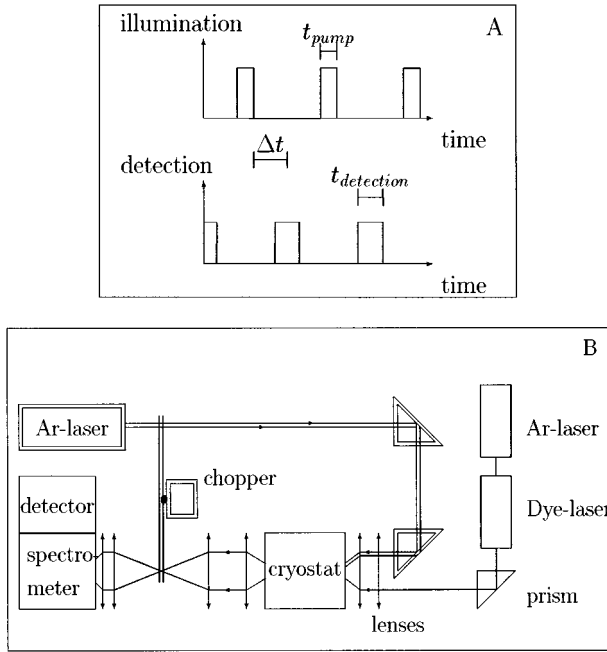 illumination
t_pump
A
time
Δt
detection
t_detection
time
B
Ar-laser
Ar-laser
chopper
detector
Dye-laser
spectro-
cryostat
meter
prism
lenses